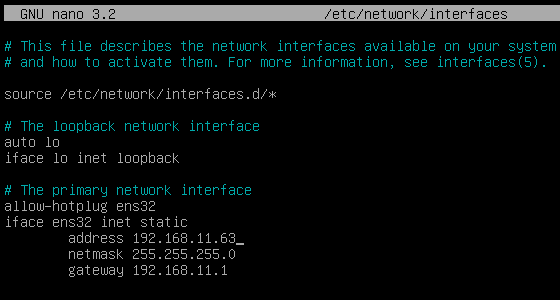 GNU nano 3.2 /etc/network/interfaces
# This file describes the network interfaces available on your system
# and how to activate them. For more information, see interfaces(5).
source /etc/network/interfaces.d/*
# The loopback network interface
auto lo
iface lo inet loopback
# The primary network interface
allow-hotplug ens32
iface ens32 inet static
address 192.168.11.63_
netmask 255.255.255.0
gateway 192.168.11.1